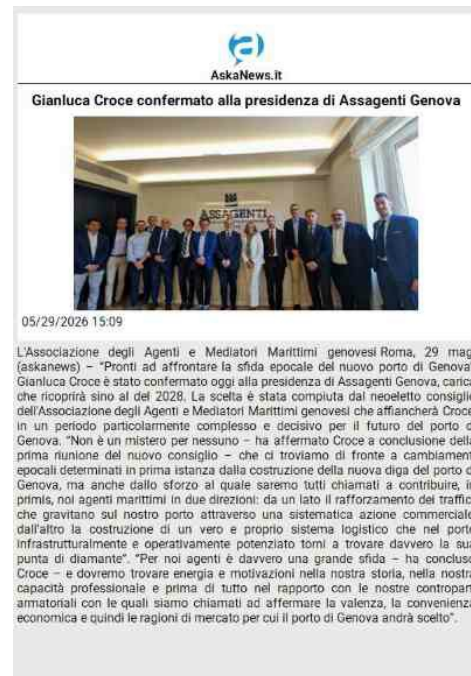 AskaNews.it
Gianluca Croce confermato alla presidenza di Assagenti Genova
ASSAGENTI
05/29/2026 15:09
L'Associazione degli Agenti e Mediatori Marittimi genovesi Roma, 29 mag
(askanews) – "Pronti ad affrontare la sfida epocale del nuovo porto di Genova"
Gianluca Croce è stato confermato oggi alla presidenza di Assagenti Genova, carica
che ricoprirà sino al del 2028. La scelta è stata compiuta dal neoeletto consiglio
dell'Associazione degli Agenti e Mediatori Marittimi genovesi che affiancherà Croce
in un periodo particolarmente complesso e decisivo per il futuro del porto d
Genova. "Non è un mistero per nessuno – ha affermato Croce a conclusione della
prima riunione del nuovo consiglio – che ci troviamo di fronte a cambiament
epocali determinati in prima istanza dalla costruzione della nuova diga del porto d
Genova, ma anche dallo sforzo al quale saremo tutti chiamati a contribuire, i
primis, noi agenti marittimi in due direzioni: da un lato il rafforzamento dei traffic
che gravitano sul nostro porto attraverso una sistematica azione commerciale
dall'altro la costruzione di un vero e proprio sistema logistico che nel porto
infrastrutturalmente e operativamente potenziato torni a trovare davvero la sua
punta di diamante". "Per noi agenti è davvero una grande sfida – ha concluso
Croce – e dovremo trovare energia e motivazioni nella nostra storia, nella nostra
capacità professionale e prima di tutto nel rapporto con le nostre contropart
armatoriali con le quali siamo chiamati ad affermare la valenza, la convenienza
economica e quindi le ragioni di mercato per cui il porto di Genova andrà scelto".